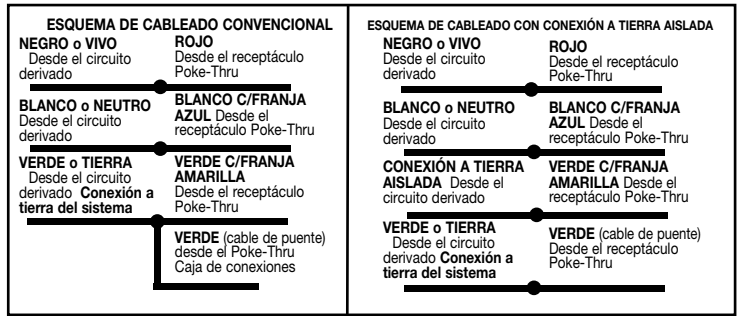 ESQUEMA DE CABLEADO CONVENCIONAL
NEGRO o VIVO
Desde el circuito
derivado
ROJO
Desde el receptáculo
Poke-Thru
BLANCO o NEUTRO
Desde el circuito
derivado
BLANCO C/FRANJA
AZUL Desde el
receptáculo Poke-Thru
VERDE o TIERRA
Desde el circuito
derivado Conexión a
tierra del sistema
VERDE C/FRANJA
AMARILLA
Desde el receptáculo
Poke-Thru
VERDE (cable de puente)
desde el Poke-Thru
Caja de conexiones
ESQUEMA DE CABLEADO CON CONEXIÓN A TIERRA AISLADA
NEGRO o VIVO
Desde el circuito
derivado
ROJO
Desde el receptáculo
Poke-Thru
BLANCO o NEUTRO
Desde el circuito
derivado
BLANCO C/FRANJA
AZUL Desde el
receptáculo Poke-Thru
CONEXIÓN A TIERRA
AISLADA Desde el
circuito derivado
VERDE C/FRANJA
AMARILLA Desde el
receptáculo Poke-Thru
VERDE o TIERRA
Desde el circuito
derivado Conexión a
tierra del sistema
VERDE (cable de puente)
Desde el receptáculo
Poke-Thru